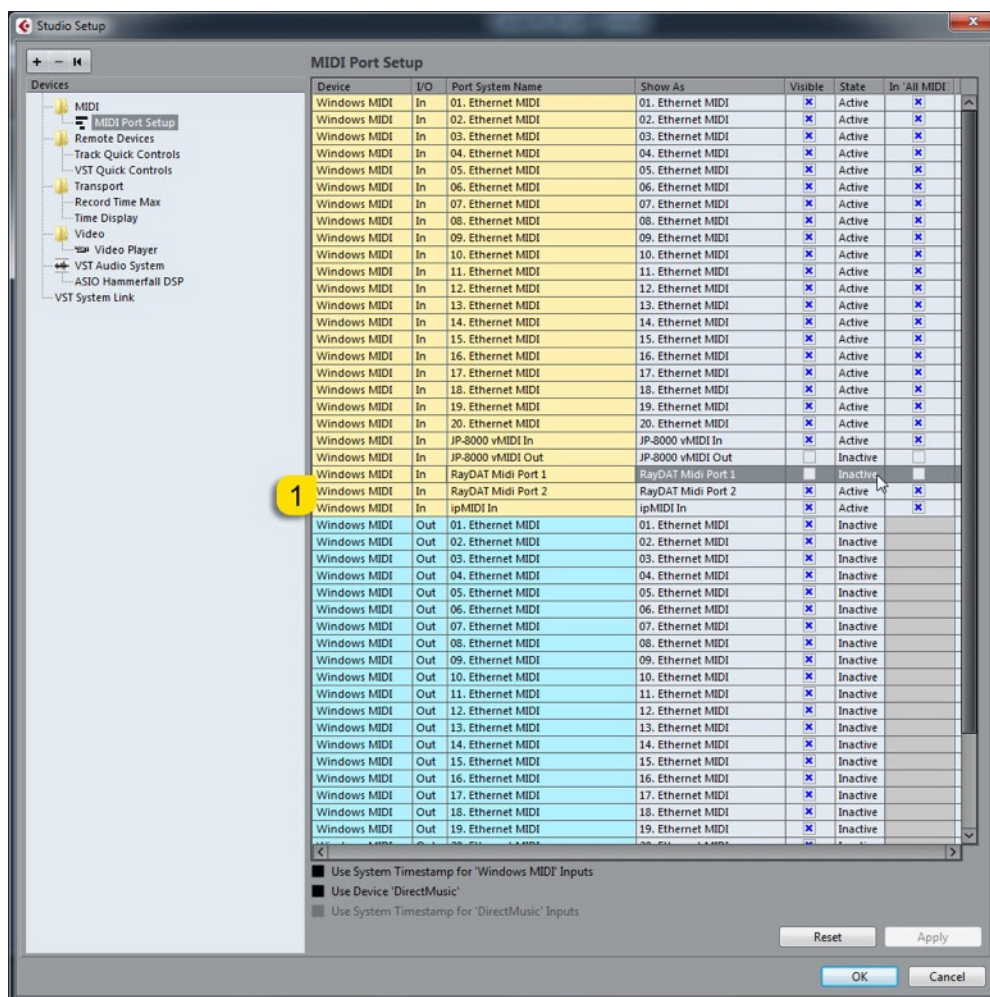 Studio Setup
Devices
MIDI
MIDI Port Setup
Remote Devices
Track Quick Controls
VST Quick Controls
Transport
Record Time Max
Time Display
Video
Video Player
VST Audio System
ASIO Hammerfall DSP
VST System Link
MIDI Port Setup
Device I/O Port System Name Show As Visible State In 'All MIDI
Windows MIDI In 01. Ethernet MIDI 01. Ethernet MIDI Active
Windows MIDI In 02. Ethernet MIDI 02. Ethernet MIDI Active
Windows MIDI In 03. Ethernet MIDI 03. Ethernet MIDI Active
Windows MIDI In 04. Ethernet MIDI 04. Ethernet MIDI Active
Windows MIDI In 05. Ethernet MIDI 05. Ethernet MIDI Active
Windows MIDI In 06. Ethernet MIDI 06. Ethernet MIDI Active
Windows MIDI In 07. Ethernet MIDI 07. Ethernet MIDI Active
Windows MIDI In 08. Ethernet MIDI 08. Ethernet MIDI Active
Windows MIDI In 09. Ethernet MIDI 09. Ethernet MIDI Active
Windows MIDI In 10. Ethernet MIDI 10. Ethernet MIDI Active
Windows MIDI In 11. Ethernet MIDI 11. Ethernet MIDI Active
Windows MIDI In 12. Ethernet MIDI 12. Ethernet MIDI Active
Windows MIDI In 13. Ethernet MIDI 13. Ethernet MIDI Active
Windows MIDI In 14. Ethernet MIDI 14. Ethernet MIDI Active
Windows MIDI In 15. Ethernet MIDI 15. Ethernet MIDI Active
Windows MIDI In 16. Ethernet MIDI 16. Ethernet MIDI Active
Windows MIDI In 17. Ethernet MIDI 17. Ethernet MIDI Active
Windows MIDI In 18. Ethernet MIDI 18. Ethernet MIDI Active
Windows MIDI In 19. Ethernet MIDI 19. Ethernet MIDI Active
Windows MIDI In 20. Ethernet MIDI 20. Ethernet MIDI Active
Windows MIDI In JP-8000 vMIDI In JP-8000 vMIDI In Active
Windows MIDI In JP-8000 vMIDI Out JP-8000 vMIDI Out Inactive
Windows MIDI In RayDAT Midi Port 1 RayDAT Midi Port 1 Inactive
1
Windows MIDI In RayDAT Midi Port 2 RayDAT Midi Port 2 Active
Windows MIDI In ipMIDI In ipMIDI In Active
Windows MIDI Out 01. Ethernet MIDI 01. Ethernet MIDI Inactive
Windows MIDI Out 02. Ethernet MIDI 02. Ethernet MIDI Inactive
Windows MIDI Out 03. Ethernet MIDI 03. Ethernet MIDI Inactive
Windows MIDI Out 04. Ethernet MIDI 04. Ethernet MIDI Inactive
Windows MIDI Out 05. Ethernet MIDI 05. Ethernet MIDI Inactive
Windows MIDI Out 06. Ethernet MIDI 06. Ethernet MIDI Inactive
Windows MIDI Out 07. Ethernet MIDI 07. Ethernet MIDI Inactive
Windows MIDI Out 08. Ethernet MIDI 08. Ethernet MIDI Inactive
Windows MIDI Out 09. Ethernet MIDI 09. Ethernet MIDI Inactive
Windows MIDI Out 10. Ethernet MIDI 10. Ethernet MIDI Inactive
Windows MIDI Out 11. Ethernet MIDI 11. Ethernet MIDI Inactive
Windows MIDI Out 12. Ethernet MIDI 12. Ethernet MIDI Inactive
Windows MIDI Out 13. Ethernet MIDI 13. Ethernet MIDI Inactive
Windows MIDI Out 14. Ethernet MIDI 14. Ethernet MIDI Inactive
Windows MIDI Out 15. Ethernet MIDI 15. Ethernet MIDI Inactive
Windows MIDI Out 16. Ethernet MIDI 16. Ethernet MIDI Inactive
Windows MIDI Out 17. Ethernet MIDI 17. Ethernet MIDI Inactive
Windows MIDI Out 18. Ethernet MIDI 18. Ethernet MIDI Inactive
Windows MIDI Out 19. Ethernet MIDI 19. Ethernet MIDI Inactive
Use System Timestamp for 'Windows MIDI' Inputs
Use Device 'DirectMusic'
Use System Timestamp for 'DirectMusic' Inputs
Reset Apply
OK Cancel